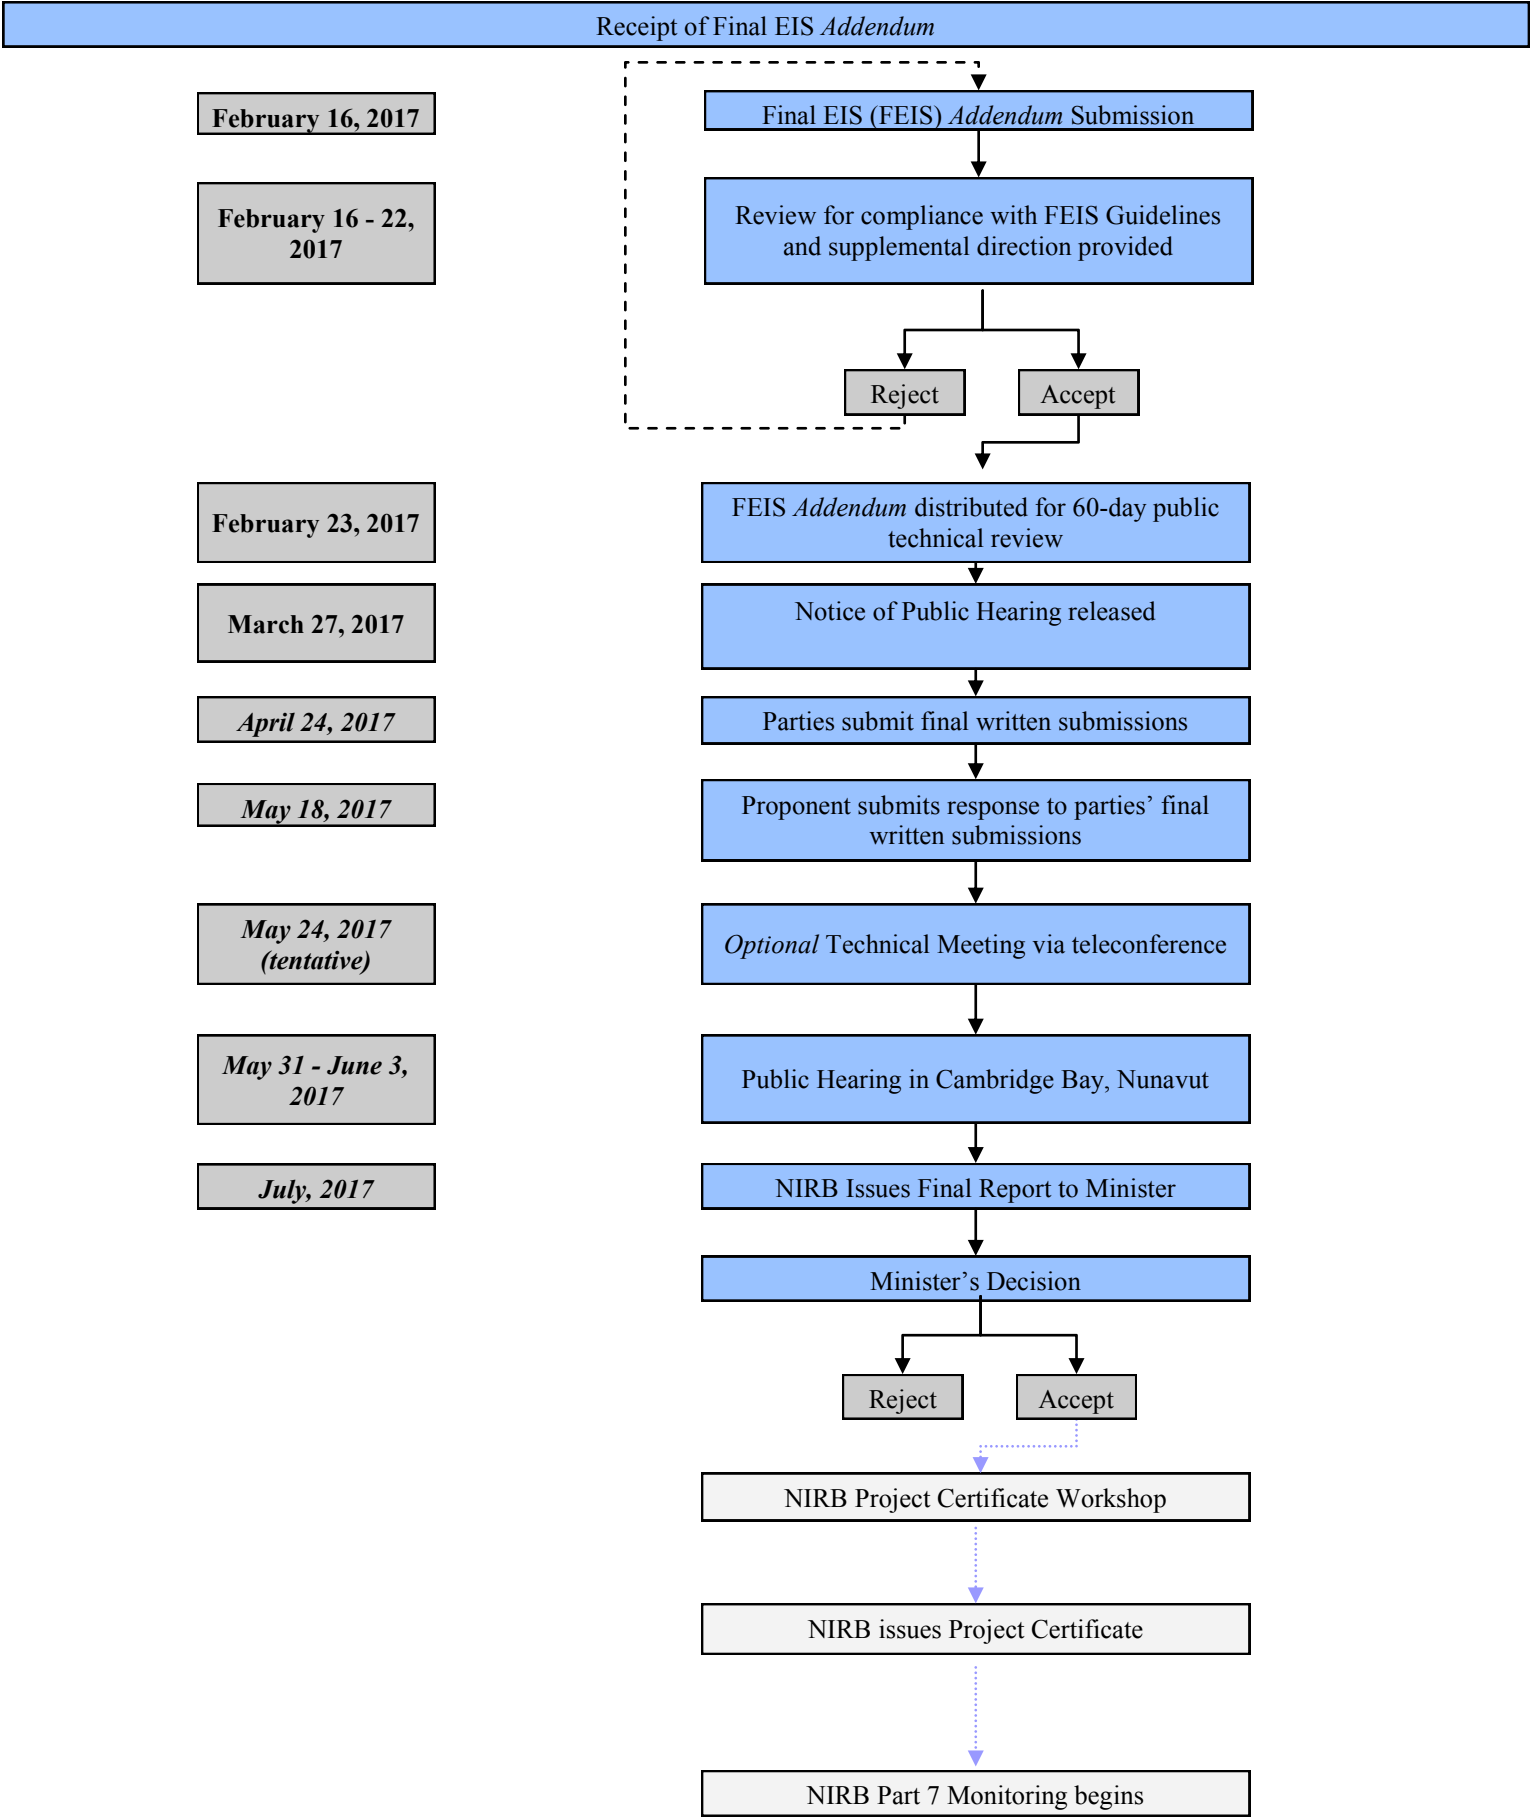 Receipt of Final EIS Addendum
February 16, 2017
Final EIS (FEIS) Addendum Submission
February 16 - 22,
2017
Review for compliance with FEIS Guidelines
and supplemental direction provided
Reject
Accept
February 23, 2017
FEIS Addendum distributed for 60-day public
technical review
March 27, 2017
Notice of Public Hearing released
April 24, 2017
Parties submit final written submissions
May 18, 2017
Proponent submits response to parties’ final
written submissions
May 24, 2017
(tentative)
Optional Technical Meeting via teleconference
May 31 - June 3,
2017
Public Hearing in Cambridge Bay, Nunavut
July, 2017
NIRB Issues Final Report to Minister
Minister’s Decision
Reject
Accept
NIRB Project Certificate Workshop
NIRB issues Project Certificate
NIRB Part 7 Monitoring begins